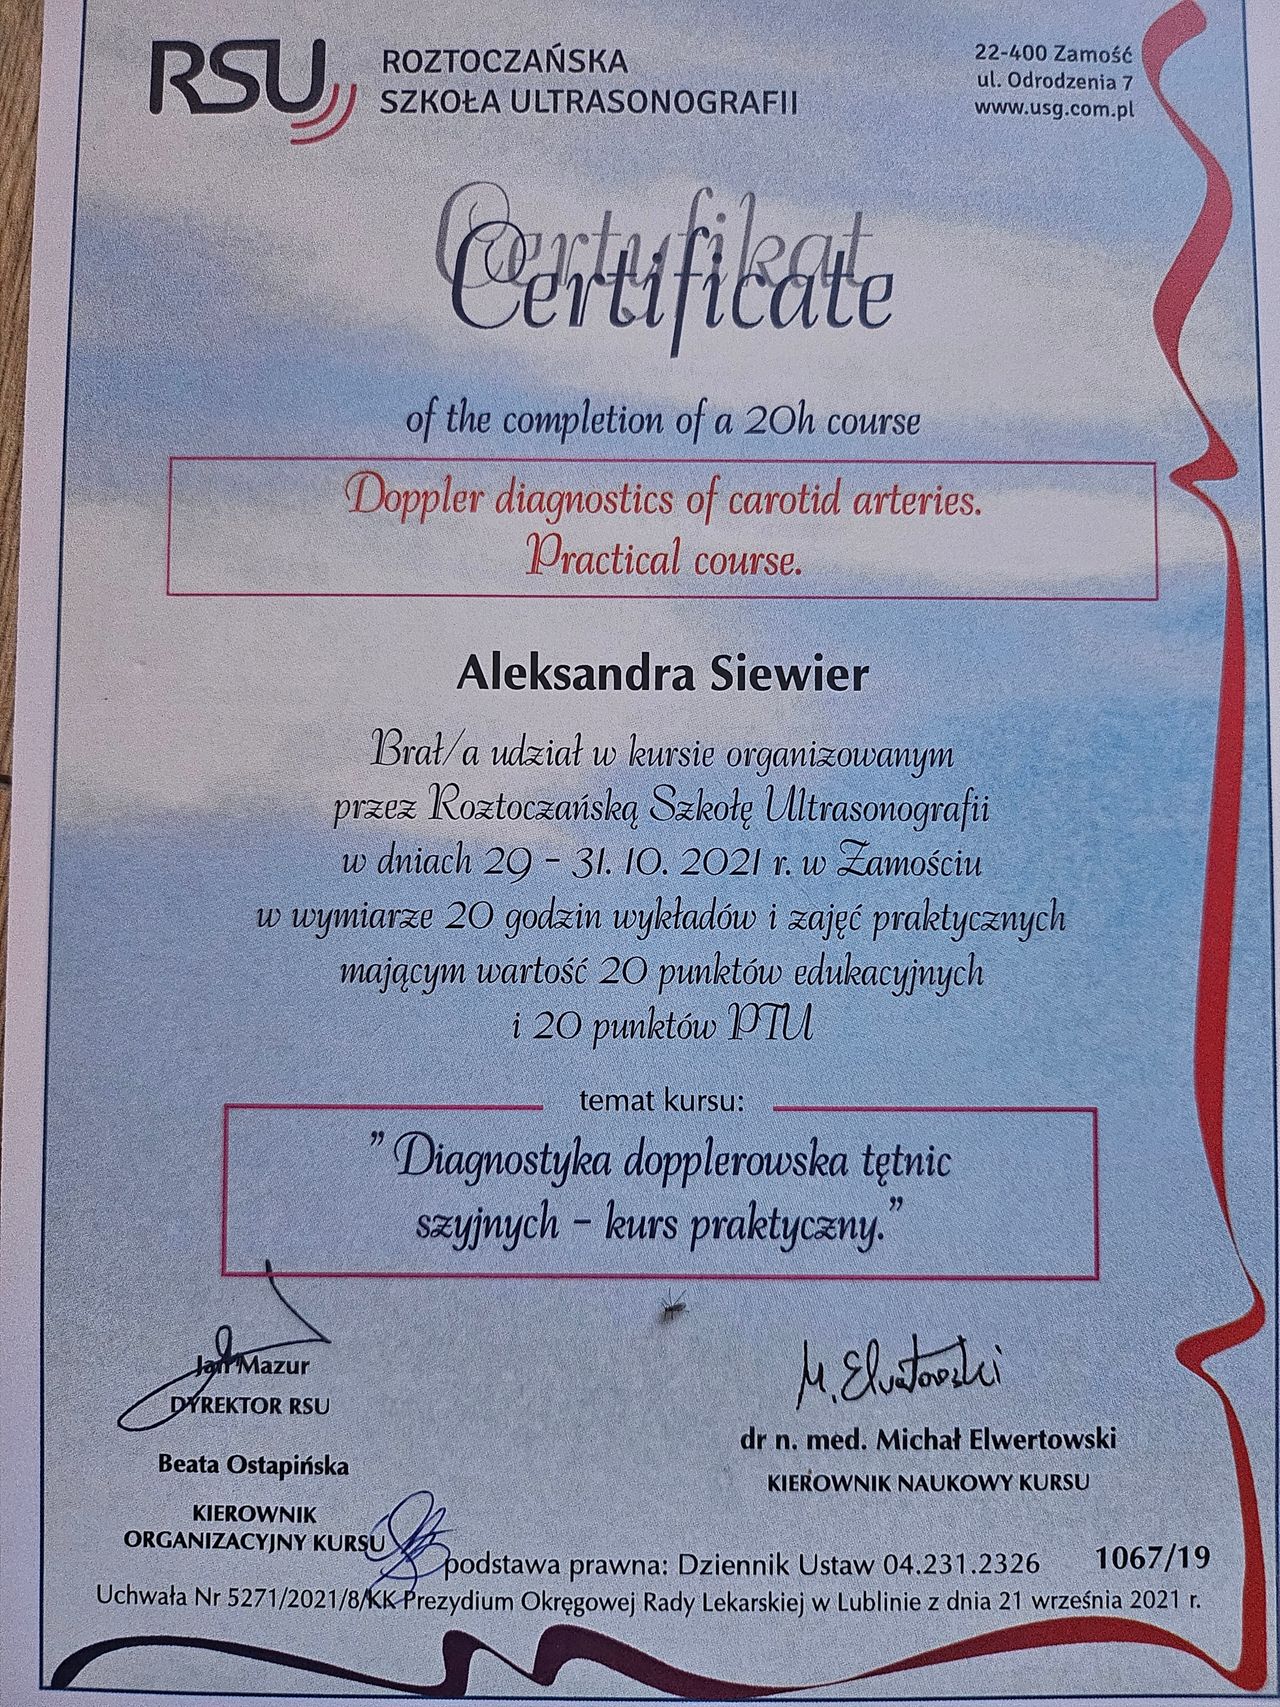 RSU
ROZTOCZAŃSKA
SZKOŁA ULTRASONOGRAFII
22-400 Zamość
ul. Odrodzenia 7
www.usg.com.pl
Certyfikat
Certificate
of the completion of a 20h course
Doppler diagnostics of carotid arteries.
Practical course.
Aleksandra Siewier
Brał/a udział w kursie organizowanym
przez Roztoczańską Szkołę Ultrasonografii
w dniach 29 - 31. 10. 2021 r. w Zamościu
w wymiarze 20 godzin wykładów i zajęć praktycznych
mającym wartość 20 punktów edukacyjnych
i 20 punktów PTU
temat kursu:
"Diagnostyka dopplerowska tętnic
szyjnych - kurs praktyczny."
Jan Mazur
DYREKTOR RSU
Beata Ostapińska
KIEROWNIK
ORGANIZACYJNY KURSU
M. Elwertowski
dr n. med. Michał Elwertowski
KIEROWNIK NAUKOWY KURSU
podstawa prawna: Dziennik Ustaw 04.231.2326
1067/19
Uchwała Nr 5271/2021/8/KK Prezydium Okręgowej Rady Lekarskiej w Lublinie z dnia 21 września 2021 r.